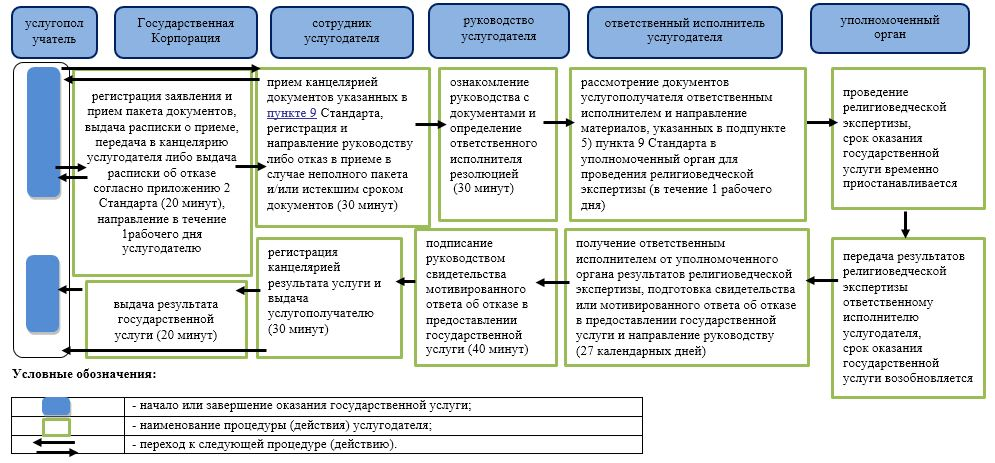 услугопол
учатель
Государственная
Корпорация
сотрудник
услугодателя
руководство
услугодателя
ответственный исполнитель
услугодателя
уполномоченный
орган
регистрация заявления и
прием пакета документов,
выдача расписки о приеме,
передача в канцелярию
услугодателя либо выдача
расписки об отказе
согласно приложению 2
Стандарта (20 минут),
направление в течение
1рабочего дня
услугодателю
прием канцелярией
документов указанных в
пункте 9 Стандарта,
регистрация и
направление руководству
либо отказ в приеме в
случае неполного пакета
и/или истекшим сроком
документов (30 минут)
ознакомление
руководства с
документами и
определение
ответственного
исполнителя
резолюцией
(30 минут)
рассмотрение документов
услугополучателя ответственным
исполнителем и направление
материалов, указанных в подпункте
5) пункта 9 Стандарта в
уполномоченный орган для
проведения религиоведческой
экспертизы (в течение 1 рабочего
дня)
проведение
религиоведческой
экспертизы,
срок оказания
государственной
услуги временно
приостанавливается
выдача результата
государственной
услуги (20 минут)
регистрация
канцелярией
результата услуги и
выдача
услугополучателю
(30 минут)
подписание
руководством
свидетельства
мотивированного
ответа об отказе в
предоставлении
государственной
услуги (40 минут)
получение ответственным
исполнителем от уполномоченного
органа результатов религиоведческой
экспертизы, подготовка свидетельства
или мотивированного ответа об отказе
в предоставлении государственной
услуги и направление руководству
(27 календарных дней)
передача результатов
религиоведческой
экспертизы
ответственному
исполнителю
услугодателя,
срок оказания
государственной
услуги возобновляется
Условные обозначения:
- начало или завершение оказания государственной услуги;
- наименование процедуры (действия) услугодателя;
- переход к следующей процедуре (действию).